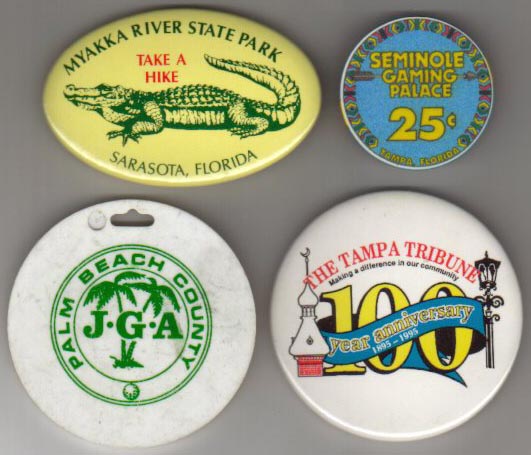 MYAKKA RIVER STATE PARK
TAKE A
HIKE
SARASOTA, FLORIDA
SEMINOLE
GAMING
PALACE
25¢
TAMPA, FLORIDA
PALM BEACH COUNTY
J·G·A
THE TAMPA TRIBUNE
Making a difference in our community
100
year anniversary
1895 - 1995